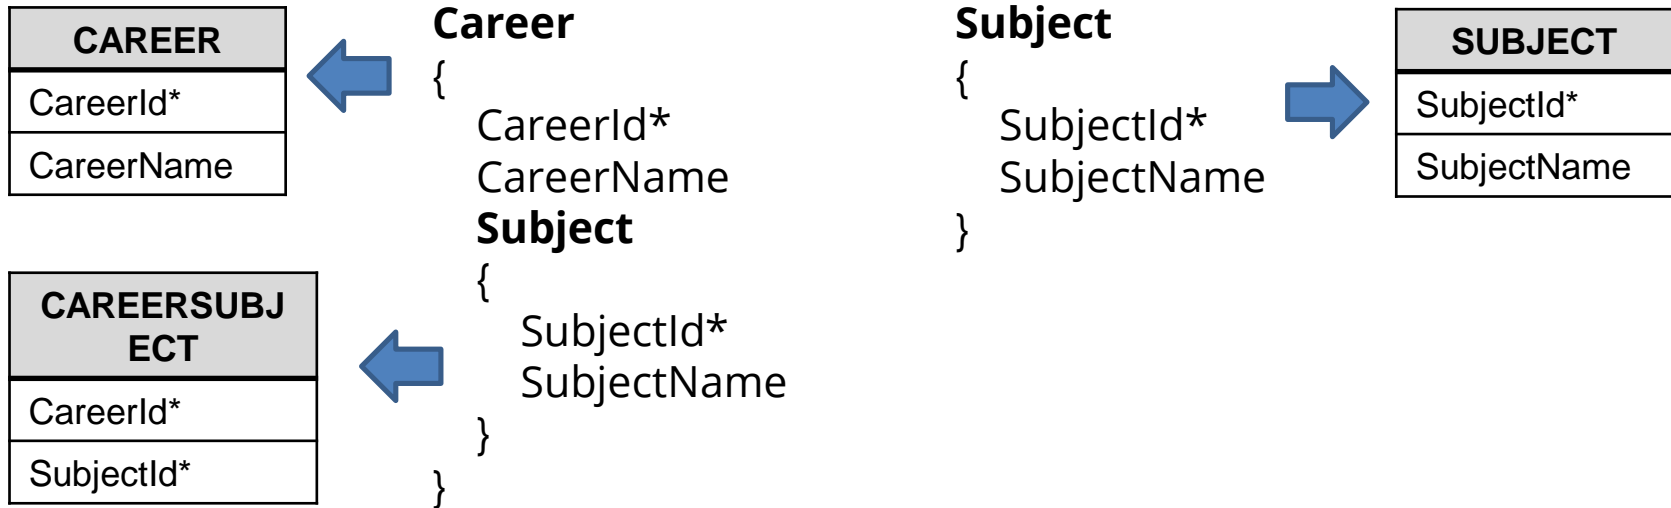 CAREER
CareerId*
CareerName
CAREERSUBJ
ECT
CareerId*
SubjectId*
Career
{
CareerId*
CareerName
Subject
{
SubjectId*
SubjectName
}
}
Subject
{
SubjectId*
SubjectName
}
SUBJECT
SubjectId*
SubjectName